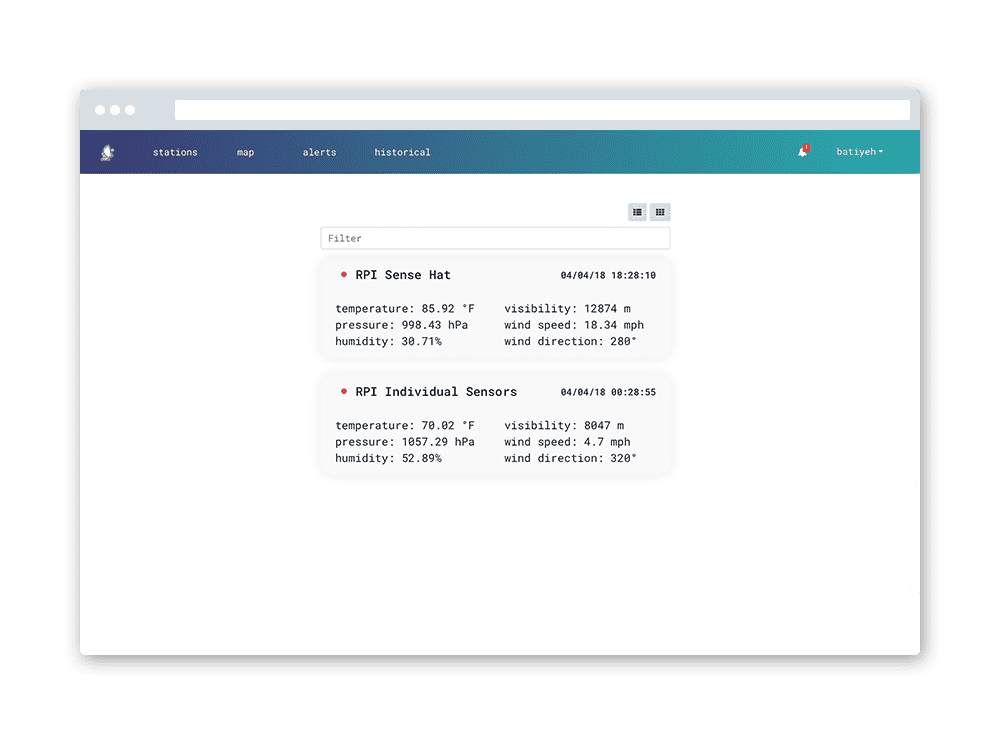 stations map alerts historical ! batiyeh
Filter
RPI Sense Hat 04/04/18 18:28:10
temperature: 85.92 °F visibility: 12874 m
pressure: 998.43 hPa wind speed: 18.34 mph
humidity: 30.71% wind direction: 280°
RPI Individual Sensors 04/04/18 00:28:55
temperature: 70.02 °F visibility: 8047 m
pressure: 1057.29 hPa wind speed: 4.7 mph
humidity: 52.89% wind direction: 320°